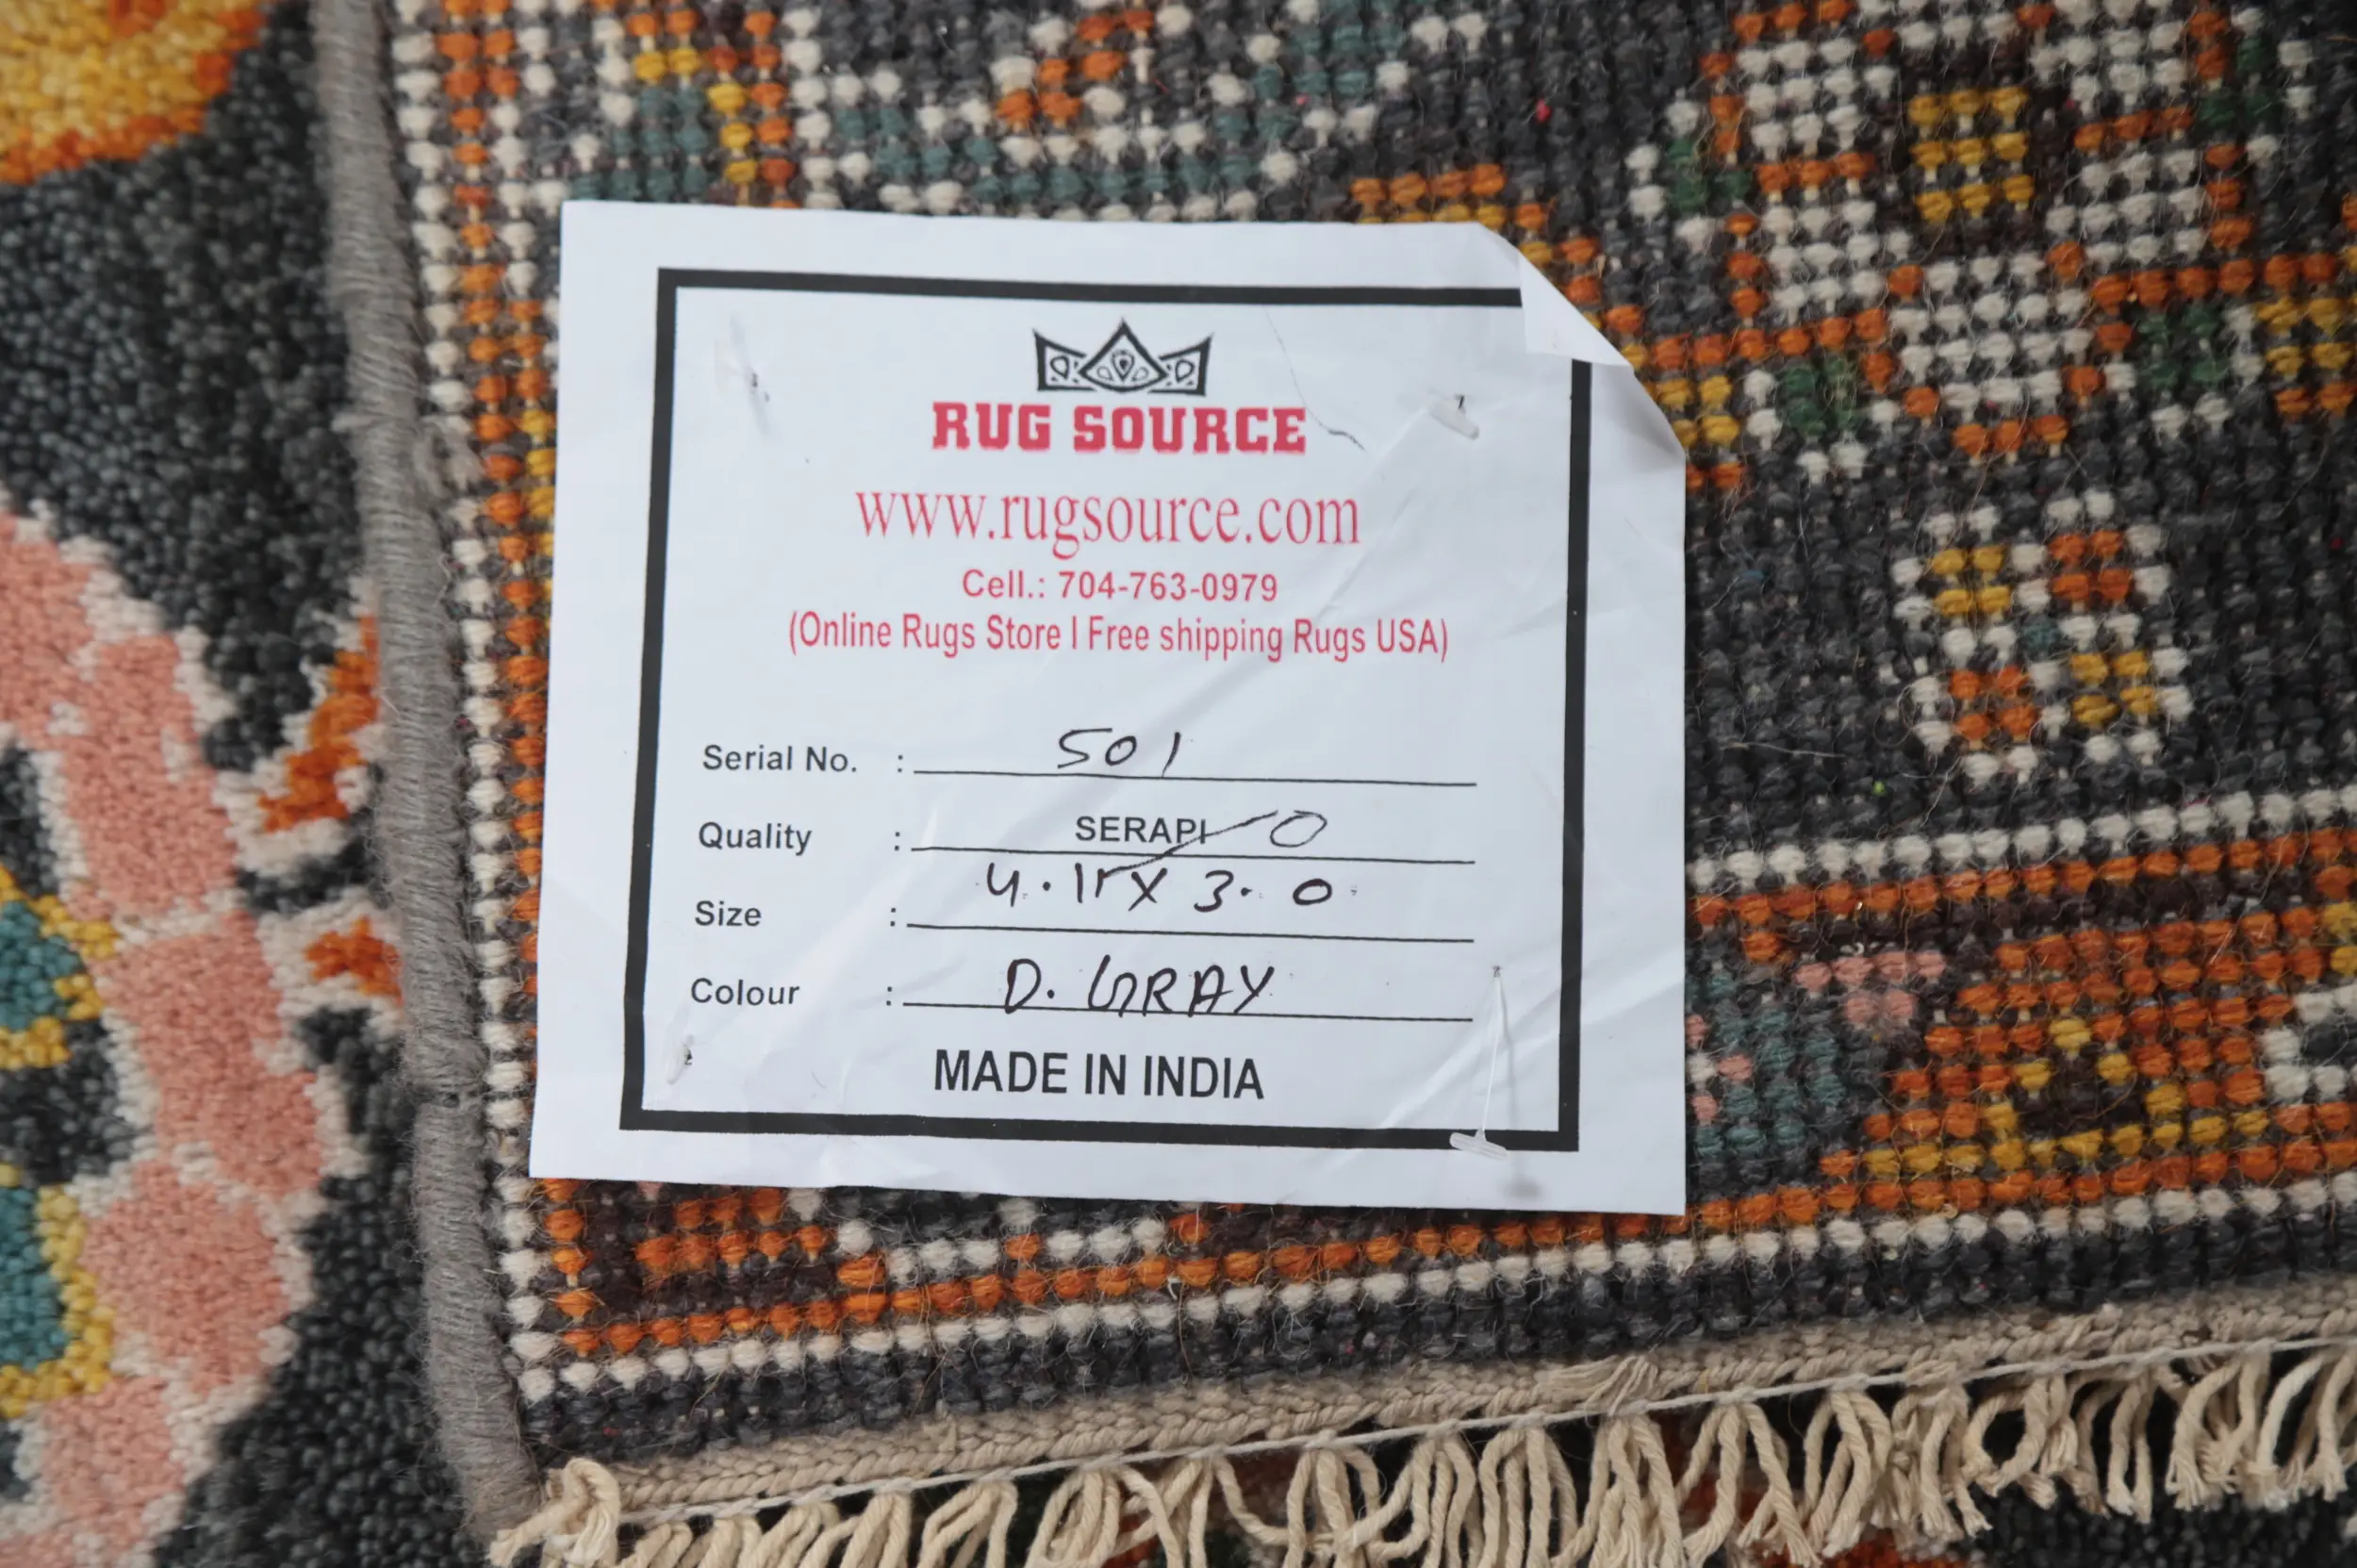 RUG SOURCE
www.rugsource.com
Cell.: 704-763-0979
(Online Rugs Store I Free shipping Rugs USA)
Serial No. : 501
Quality : SERAPI 0
Size : 4.11 x 3.0
Colour : D. GRAY
MADE IN INDIA